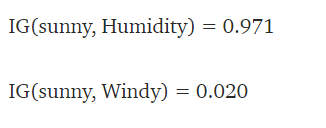 IG(sunny, Humidity) = 0.971
IG(sunny, Windy) = 0.020